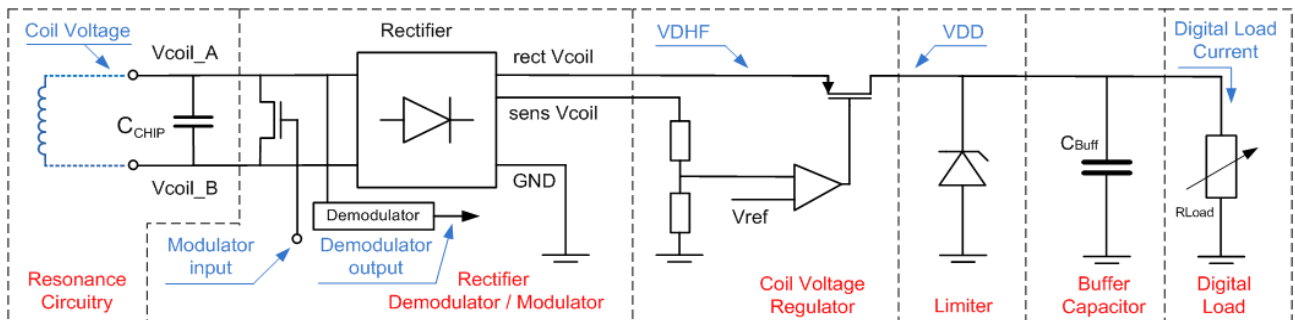 Coil Voltage
Vcoil_A
Rectifier
rect Vcoil
VDHF
VDD
Digital Load
Current
CCHIP
sens Vcoil
CBuff
Vcoil_B
GND
Vref
RLoad
Demodulator
Modulator
input
Demodulator
output
Resonance
Circuitry
Rectifier
Demodulator / Modulator
Coil Voltage
Regulator
Limiter
Buffer
Capacitor
Digital
Load